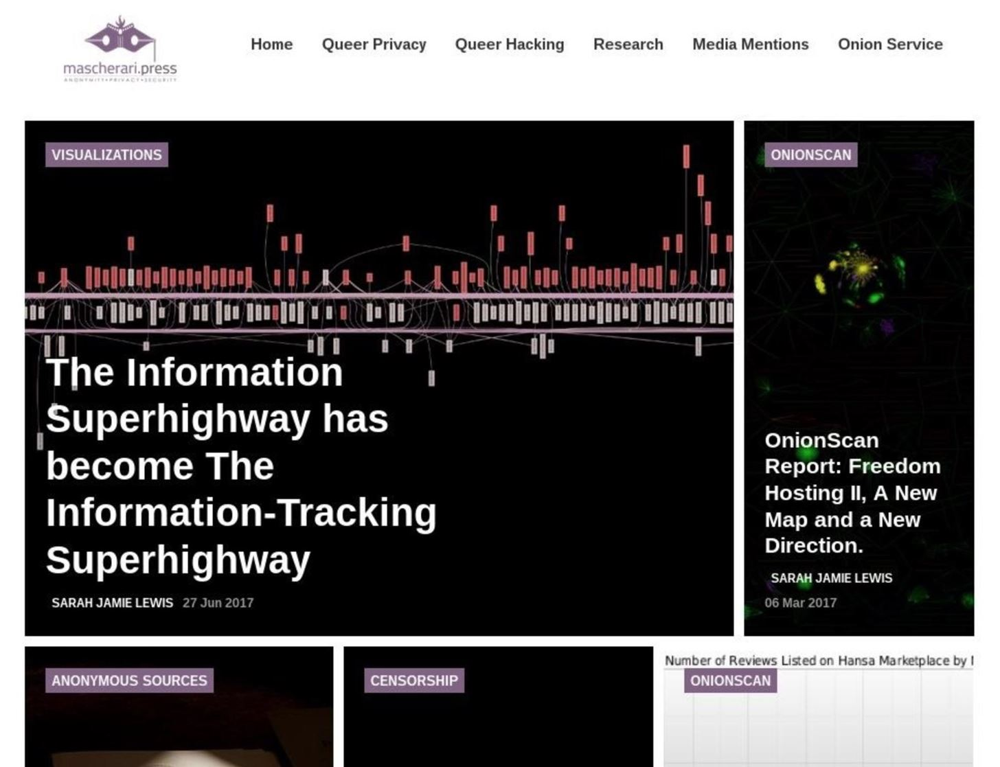 mascherari.press
ANONYMITY+PRIVACY+SECURITY
Home
Queer Privacy
Queer Hacking
Research
Media Mentions
Onion Service
VISUALIZATIONS
The Information
Superhighway has
become The
Information-Tracking
Superhighway
SARAH JAMIE LEWIS 27 Jun 2017
ONIONSCAN
OnionScan
Report: Freedom
Hosting II, A New
Map and a New
Direction.
SARAH JAMIE LEWIS
06 Mar 2017
ANONYMOUS SOURCES
CENSORSHIP
Number of Reviews Listed on Hansa Marketplace by
ONIONSCAN